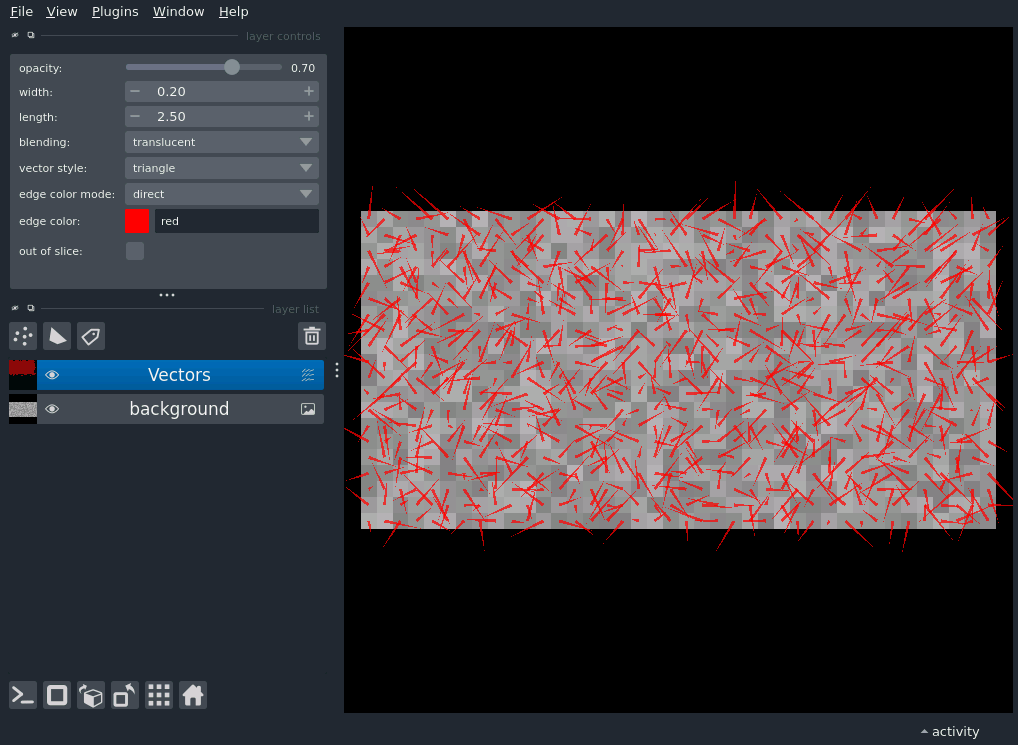 File View Plugins Window Help
layer controls
opacity: 0.70
width: 0.20
length: 2.50
blending: translucent
vector style: triangle
edge color mode: direct
edge color: red
out of slice:
layer list
Vectors
background
activity